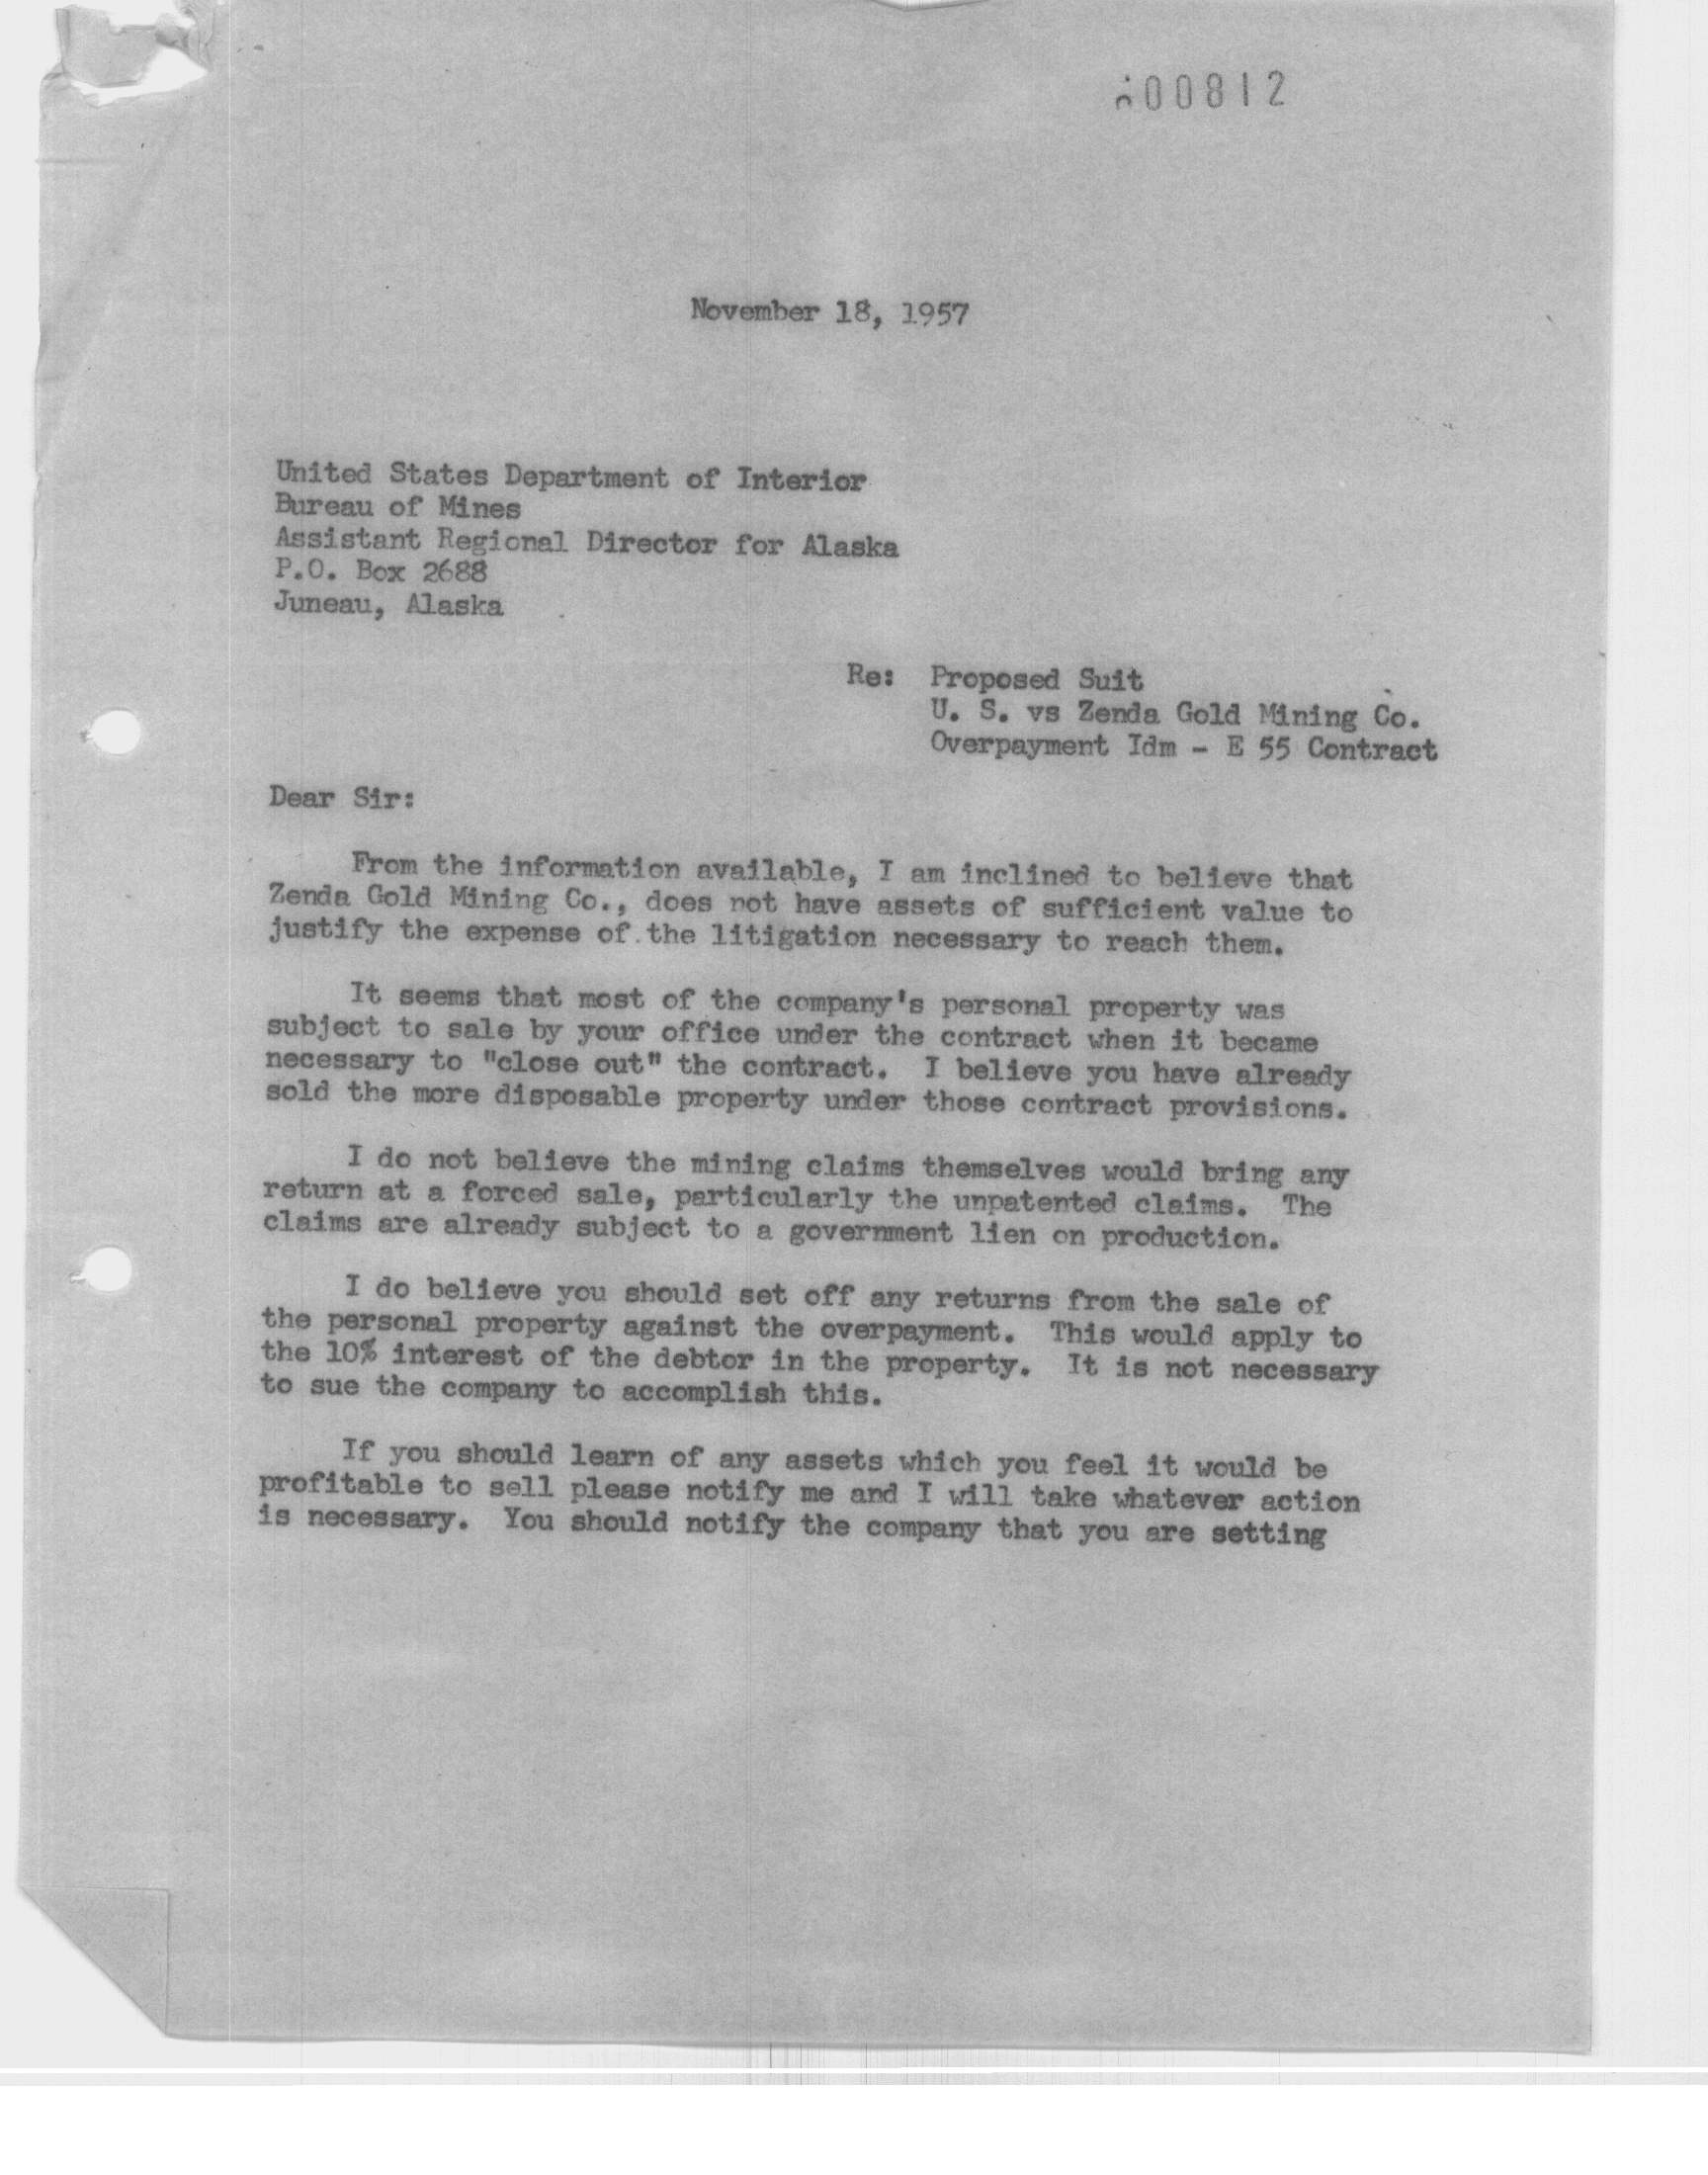 00812
November 18, 1957
United States Department of Interior
Bureau of Mines
Assistant Regional Director for Alaska
P.O. Box 2688
Juneau, Alaska
Re: Proposed Suit
U. S. vs Zenda Gold Mining Co.
Overpayment Idm - E 55 Contract
Dear Sir:
From the information available, I am inclined to believe that
Zenda Gold Mining Co., does not have assets of sufficient value to
justify the expense of the litigation necessary to reach them.
It seems that most of the company's personal property was
subject to sale by your office under the contract when it became
necessary to "close out" the contract. I believe you have already
sold the more disposable property under those contract provisions.
I do not believe the mining claims themselves would bring any
return at a forced sale, particularly the unpatented claims. The
claims are already subject to a government lien on production.
I do believe you should set off any returns from the sale of
the personal property against the overpayment. This would apply to
the 10% interest of the debtor in the property. It is not necessary
to sue the company to accomplish this.
If you should learn of any assets which you feel it would be
profitable to sell please notify me and I will take whatever action
is necessary. You should notify the company that you are setting